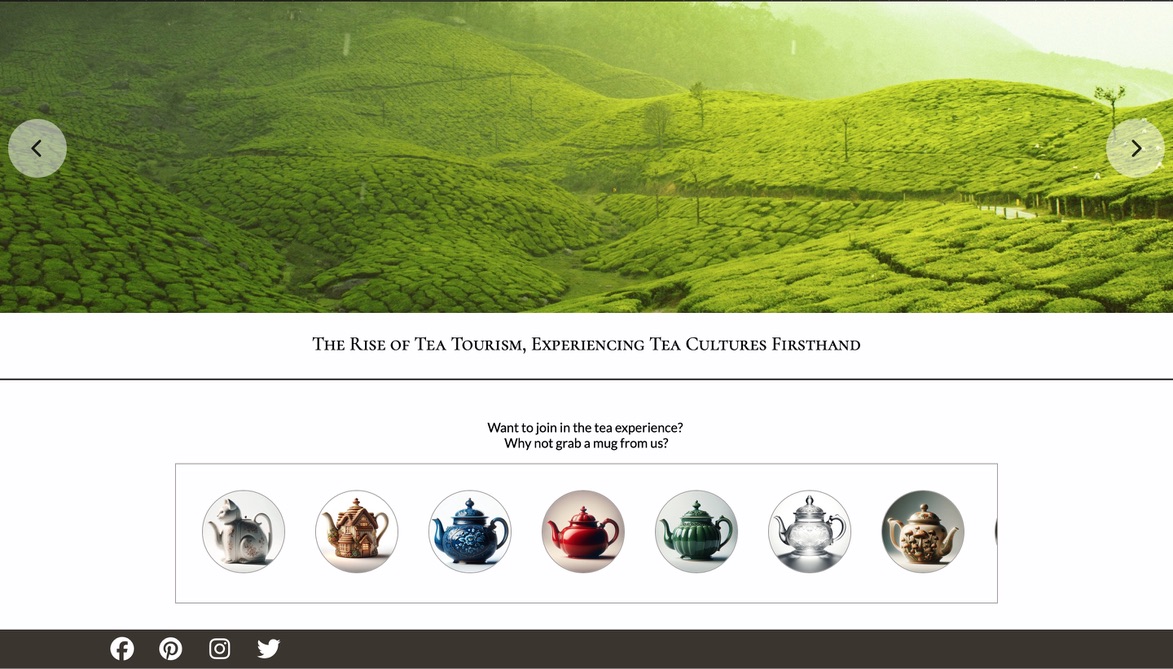 The Rise of Tea Tourism, Experiencing Tea Cultures Firsthand
Want to join in the tea experience?
Why not grab a mug from us?